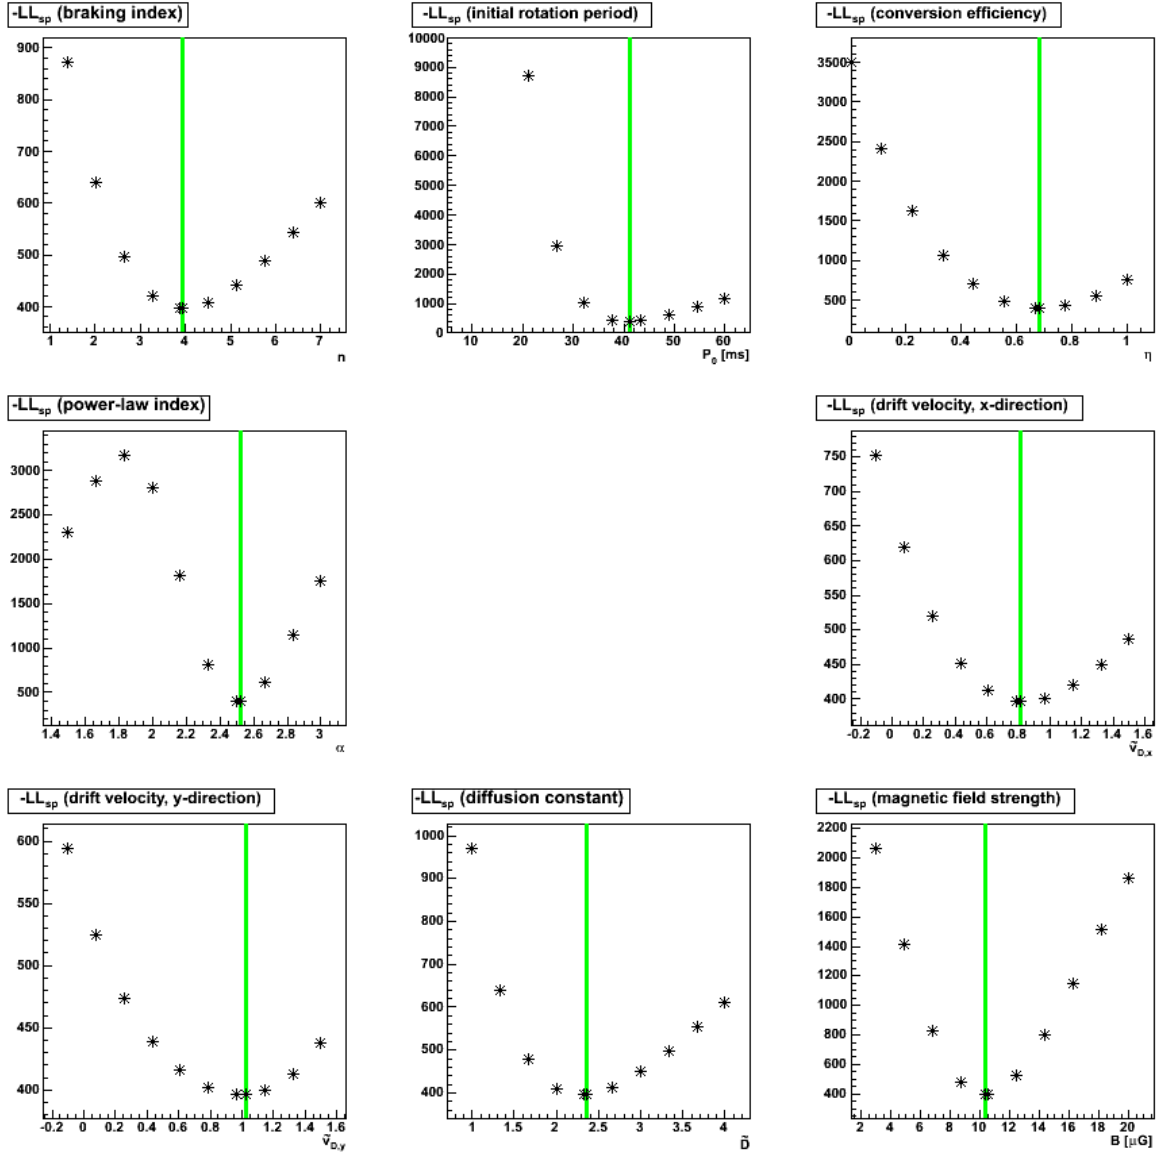 -LLsp (braking index)
900
800
700
600
500
400
1 2 3 4 5 6 7
n
-LLsp (initial rotation period)
10000
9000
8000
7000
6000
5000
4000
3000
2000
1000
0
10 20 30 40 50 60
P0 [ms]
-LLsp (conversion efficiency)
3500
3000
2500
2000
1500
1000
500
0 0.2 0.4 0.6 0.8 1
η
-LLsp (power-law index)
3000
2500
2000
1500
1000
500
1.4 1.6 1.8 2 2.2 2.4 2.6 2.8 3
α
-LLsp (drift velocity, x-direction)
750
700
650
600
550
500
450
400
-0.2 0 0.2 0.4 0.6 0.8 1 1.2 1.4 1.6
ṽD,x
-LLsp (drift velocity, y-direction)
600
550
500
450
400
-0.2 0 0.2 0.4 0.6 0.8 1 1.2 1.4 1.6
ṽD,y
-LLsp (diffusion constant)
1000
900
800
700
600
500
400
1 1.5 2 2.5 3 3.5 4
D̃
-LLsp (magnetic field strength)
2200
2000
1800
1600
1400
1200
1000
800
600
400
2 4 6 8 10 12 14 16 18 20
B [μG]